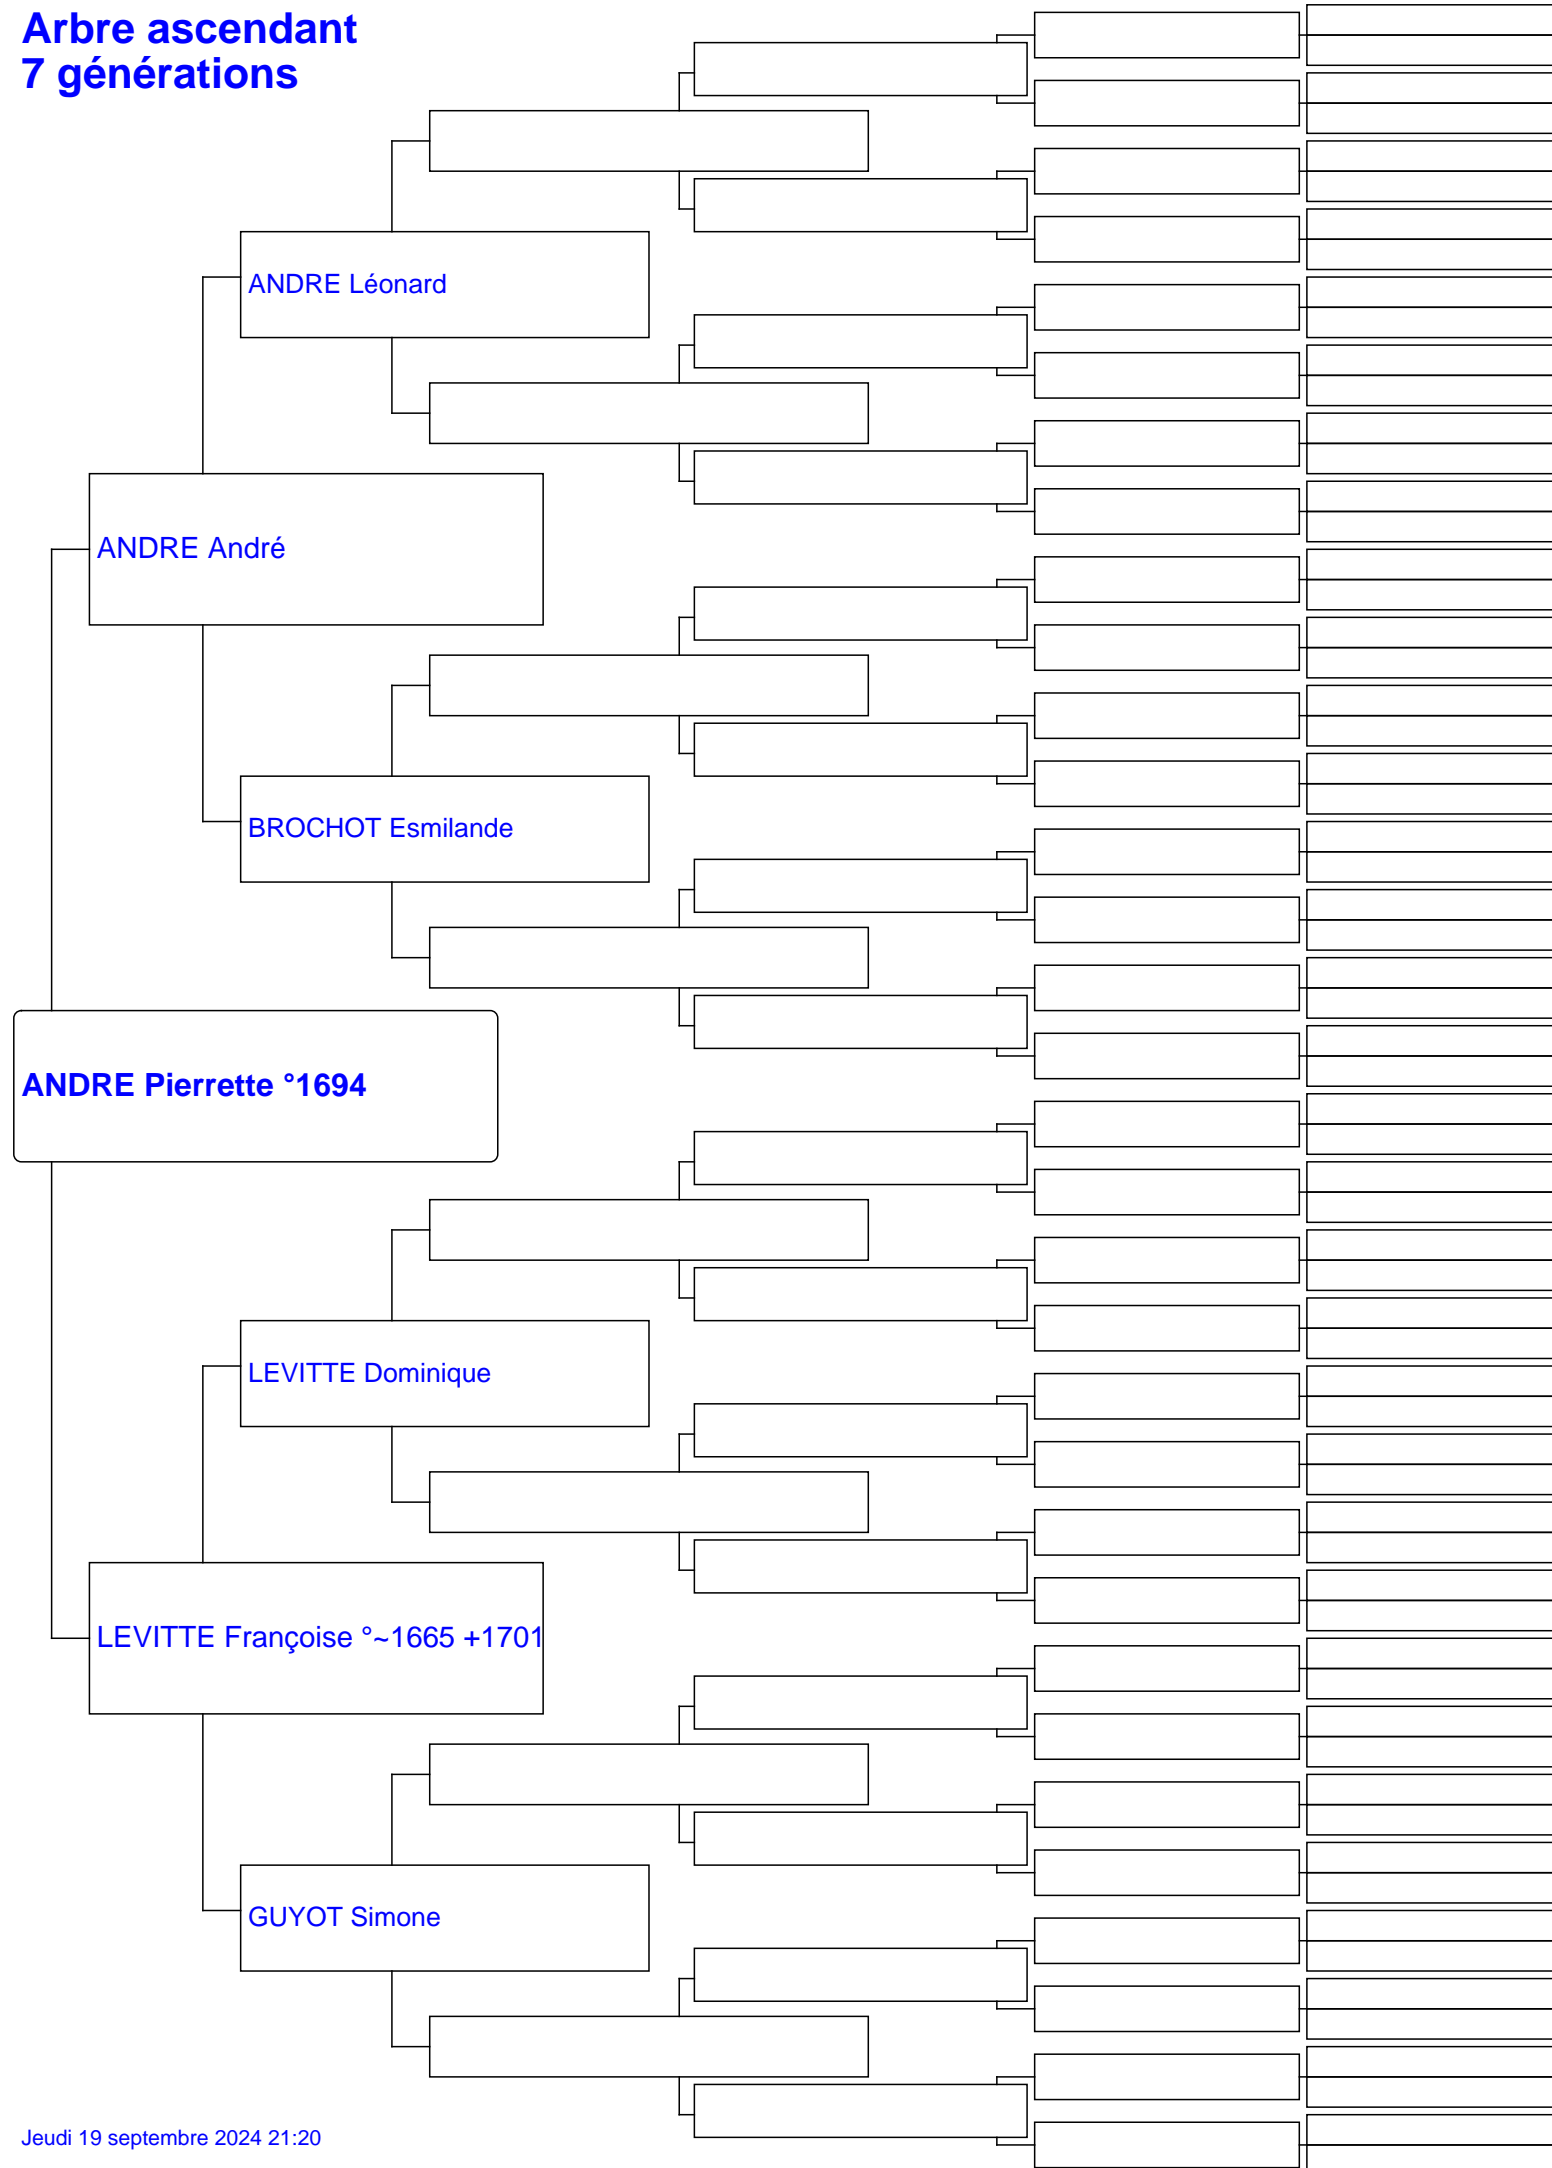 Arbre ascendant
7 générations
ANDRE Léonard
ANDRE André
BROCHOT Esmilande
ANDRE Pierrette °1694
LEVITTE Dominique
LEVITTE Françoise °~1665 +1701
GUYOT Simone
Jeudi 19 septembre 2024 21:20